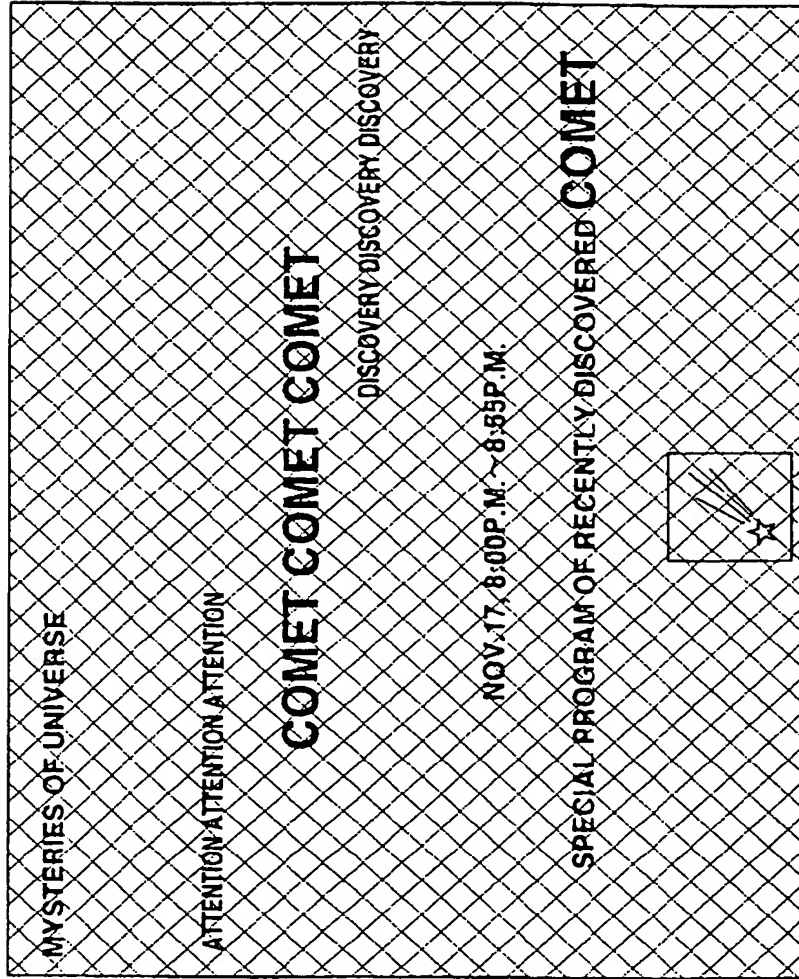 MYSTERIES OF UNIVERSE
ATTENTION ATTENTION ATTENTION
COMET COMET COMET
DISCOVERY DISCOVERY DISCOVERY
NOV.17, 8:00P.M.~8:55P.M.
SPECIAL PROGRAM OF RECENTLY DISCOVERED COMET